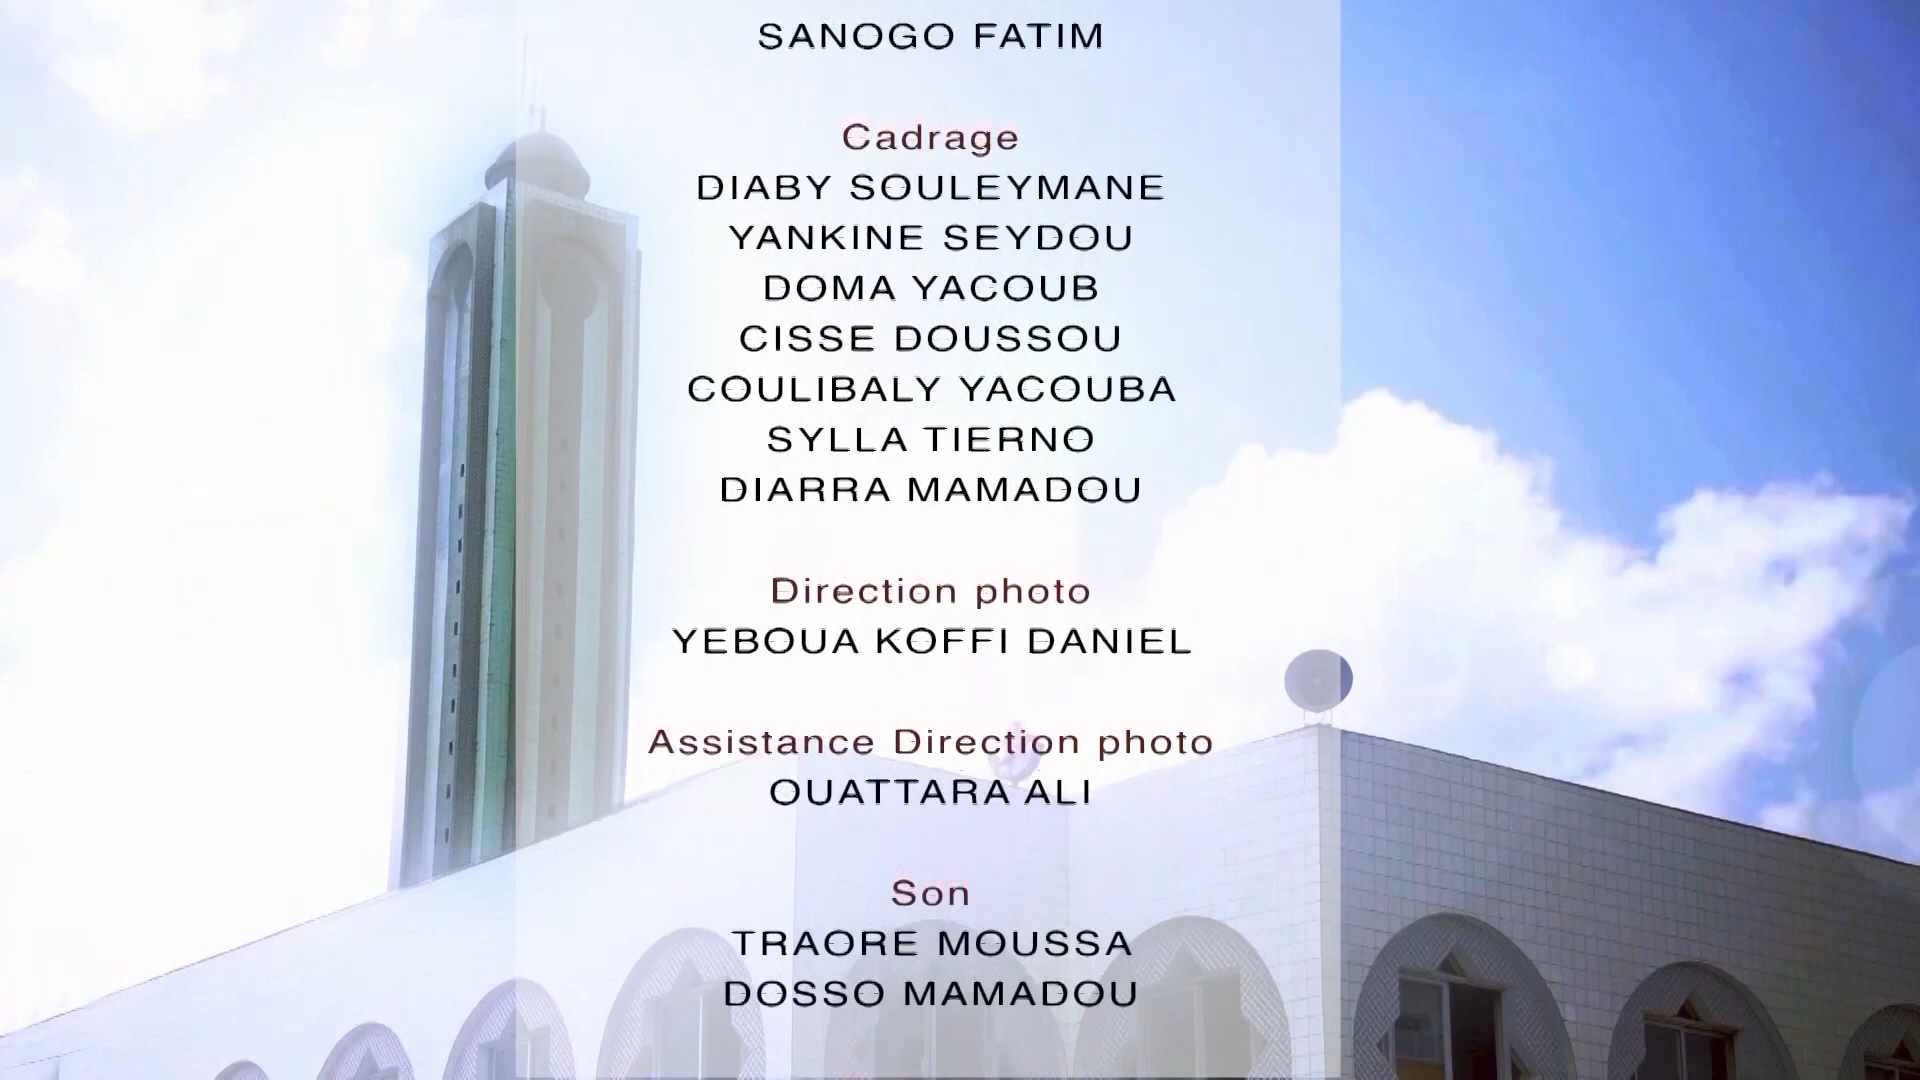 SANOGO FATIM
Cadrage
DIABY SOULEYMANE
YANKINE SEYDOU
DOMA YACOUB
CISSE DOUSSOU
COULIBALY YACOUBA
SYLLA TIERNO
DIARRA MAMADOU
Direction photo
YEBOUA KOFFI DANIEL
Assistance Direction photo
OUATTARA ALI
Son
TRAORE MOUSSA
DOSSO MAMADOU